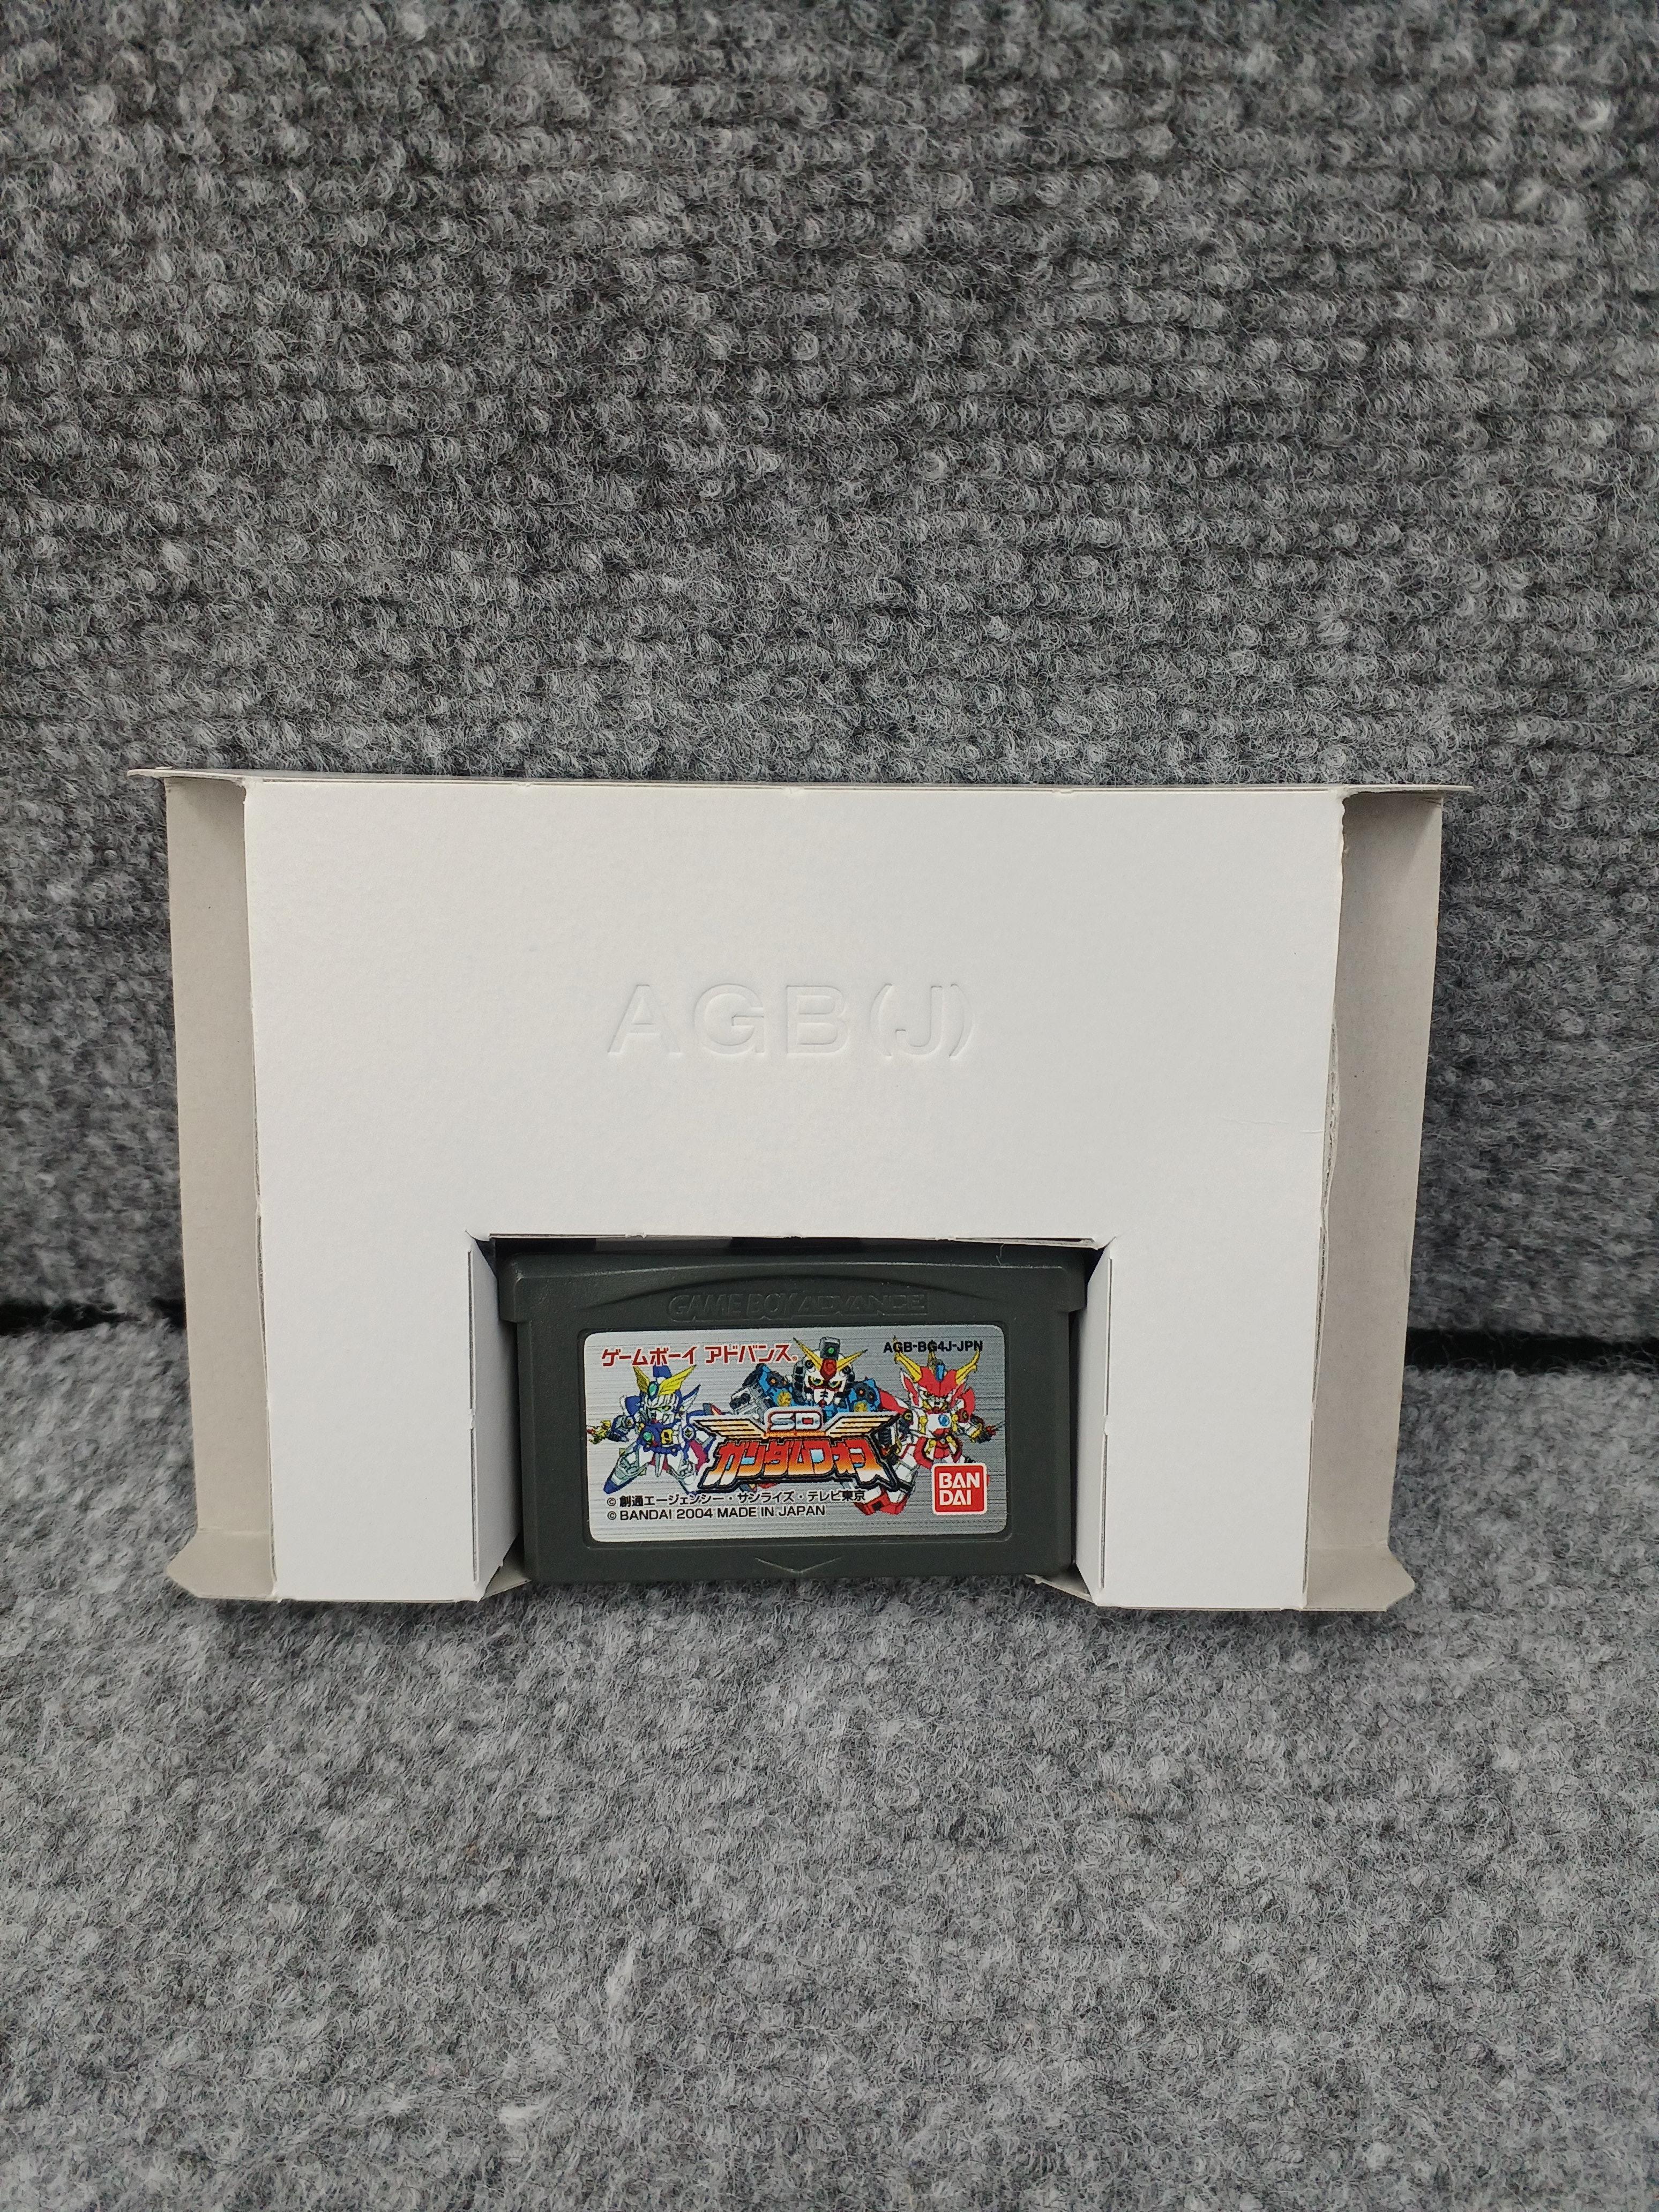 AGB(J)
GAME BOY ADVANCE
ゲームボーイ アドバンス®
AGB-BG4J-JPN
SD
ガンダムフォース
BAN
DAI
© 創通エージェンシー・サンライズ・テレビ東京
© BANDAI 2004 MADE IN JAPAN